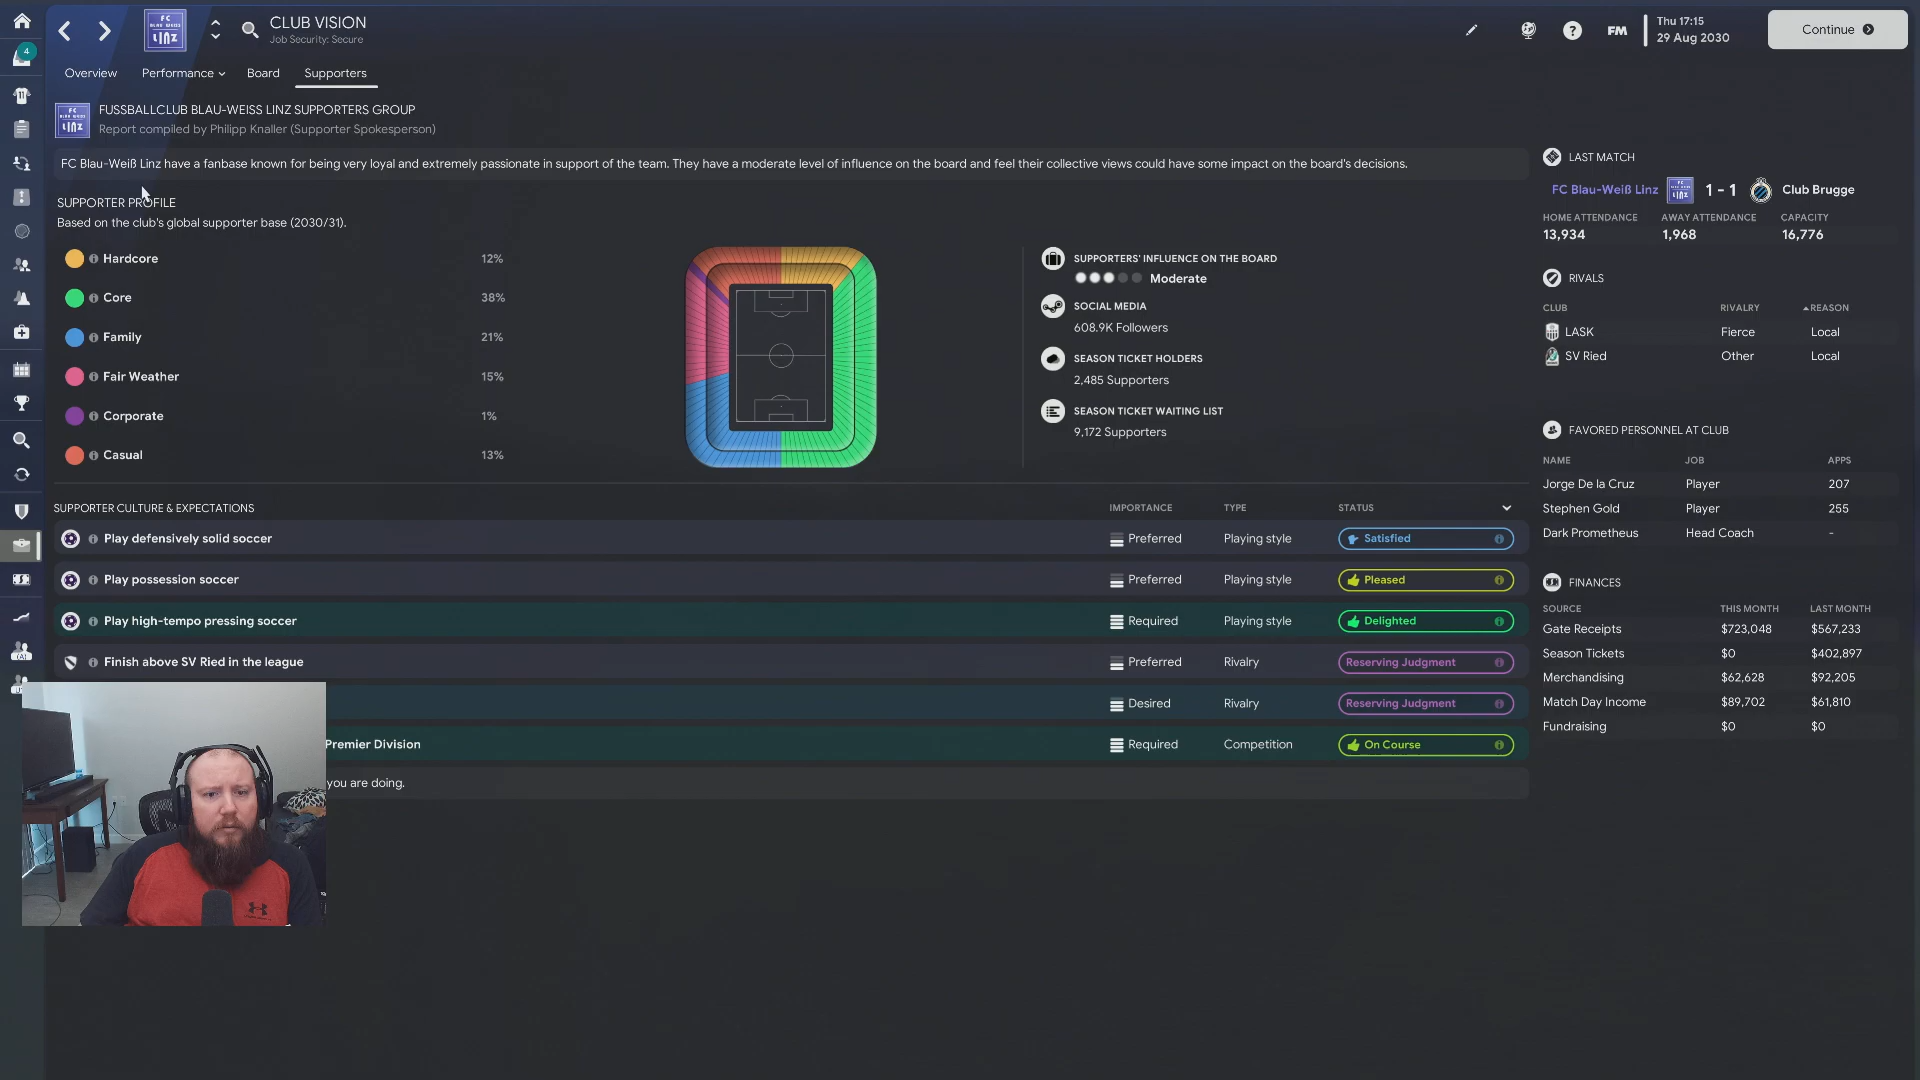 4
FC
BLAU WEISS
LINZ
CLUB VISION
Job Security: Secure
FM
Thu 17:15
29 Aug 2030
Continue
Overview
Performance
Board
Supporters
FUSSBALLCLUB BLAU-WEISS LINZ SUPPORTERS GROUP
Report compiled by Philipp Knaller (Supporter Spokesperson)
FC Blau-Weiß Linz have a fanbase known for being very loyal and extremely passionate in support of the team. They have a moderate level of influence on the board and feel their collective views could have some impact on the board's decisions.
SUPPORTER PROFILE
Based on the club's global supporter base (2030/31).
Hardcore 12%
Core 38%
Family 21%
Fair Weather 15%
Corporate 1%
Casual 13%
SUPPORTERS' INFLUENCE ON THE BOARD
Moderate
SOCIAL MEDIA
608.9K Followers
SEASON TICKET HOLDERS
2,485 Supporters
SEASON TICKET WAITING LIST
9,172 Supporters
SUPPORTER CULTURE & EXPECTATIONS IMPORTANCE TYPE STATUS
Play defensively solid soccer Preferred Playing style Satisfied
Play possession soccer Preferred Playing style Pleased
Play high-tempo pressing soccer Required Playing style Delighted
Finish above SV Ried in the league Preferred Rivalry Reserving Judgment
Desired Rivalry Reserving Judgment
Premier Division Required Competition On Course
you are doing.
LAST MATCH
FC Blau-Weiß Linz 1 - 1 Club Brugge
HOME ATTENDANCE AWAY ATTENDANCE CAPACITY
13,934 1,968 16,776
RIVALS
CLUB RIVALRY REASON
LASK Fierce Local
SV Ried Other Local
FAVORED PERSONNEL AT CLUB
NAME JOB APPS
Jorge De la Cruz Player 207
Stephen Gold Player 255
Dark Prometheus Head Coach -
FINANCES
SOURCE THIS MONTH LAST MONTH
Gate Receipts $723,048 $567,233
Season Tickets $0 $402,897
Merchandising $62,628 $92,205
Match Day Income $89,702 $61,810
Fundraising $0 $0